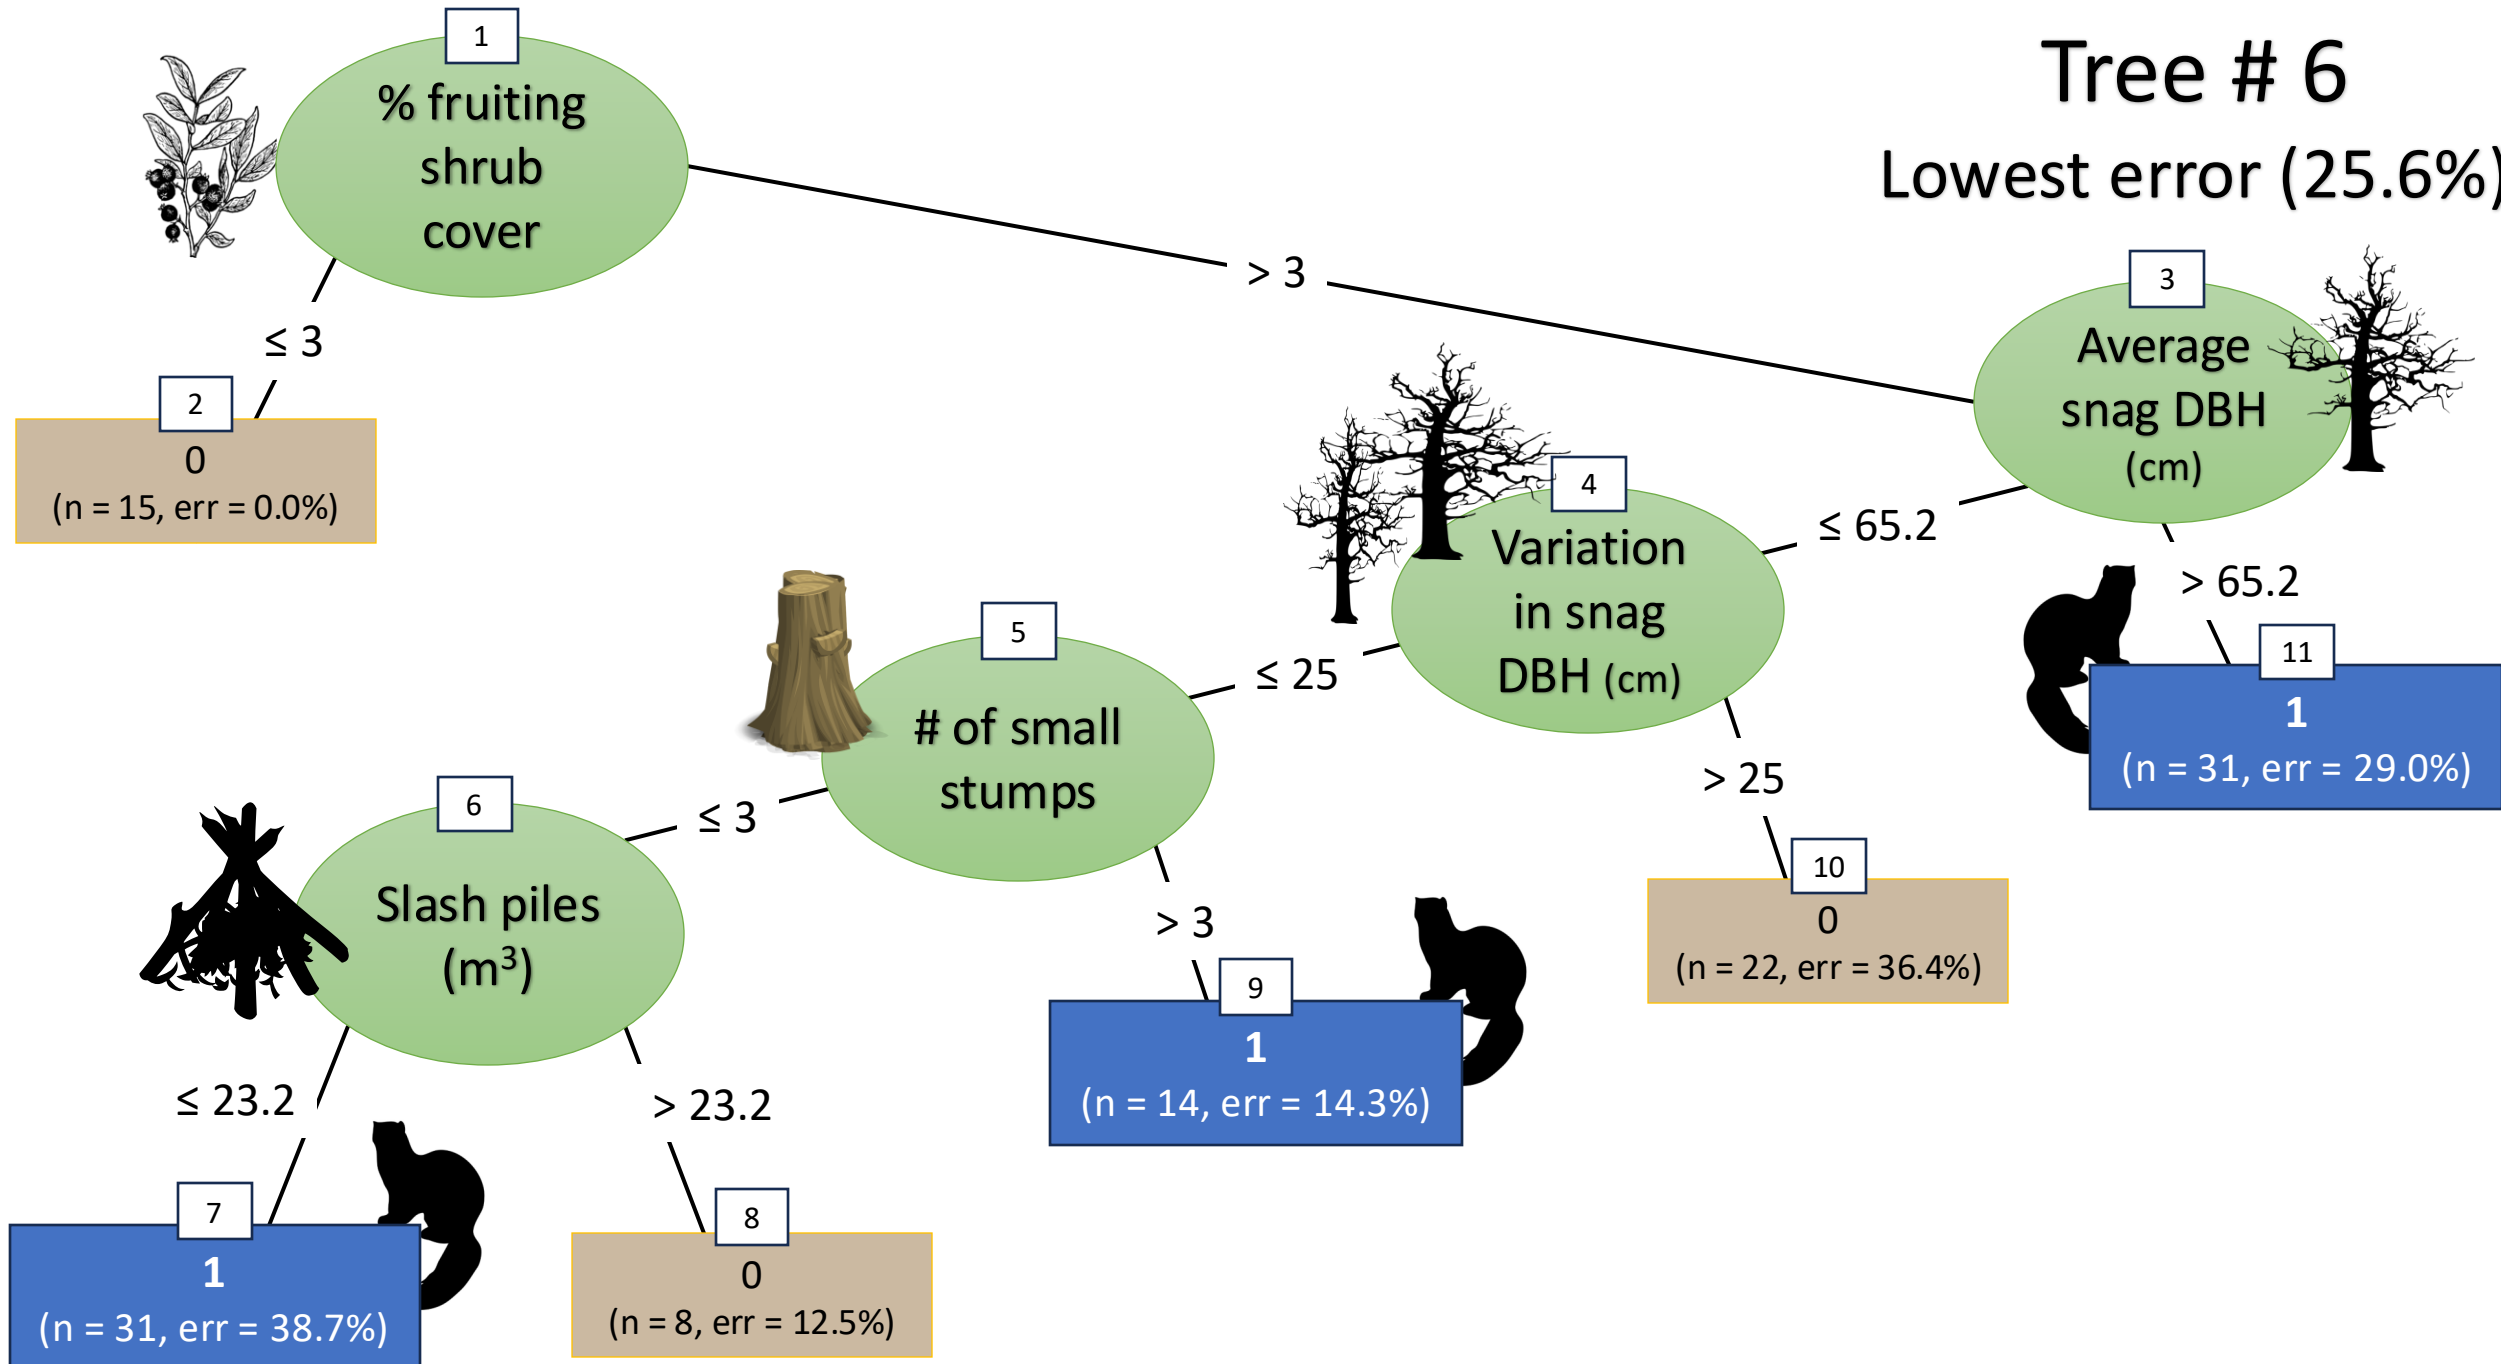 Tree # 6
Lowest error (25.6%)
1
% fruiting
shrub
cover
≤ 3
> 3
2
0
(n = 15, err = 0.0%)
3
Average
snag DBH
(cm)
≤ 65.2
> 65.2
4
Variation
in snag
DBH (cm)
≤ 25
> 25
5
# of small
stumps
≤ 3
> 3
6
Slash piles
(m³)
≤ 23.2
> 23.2
7
1
(n = 31, err = 38.7%)
8
0
(n = 8, err = 12.5%)
9
1
(n = 14, err = 14.3%)
10
0
(n = 22, err = 36.4%)
11
1
(n = 31, err = 29.0%)